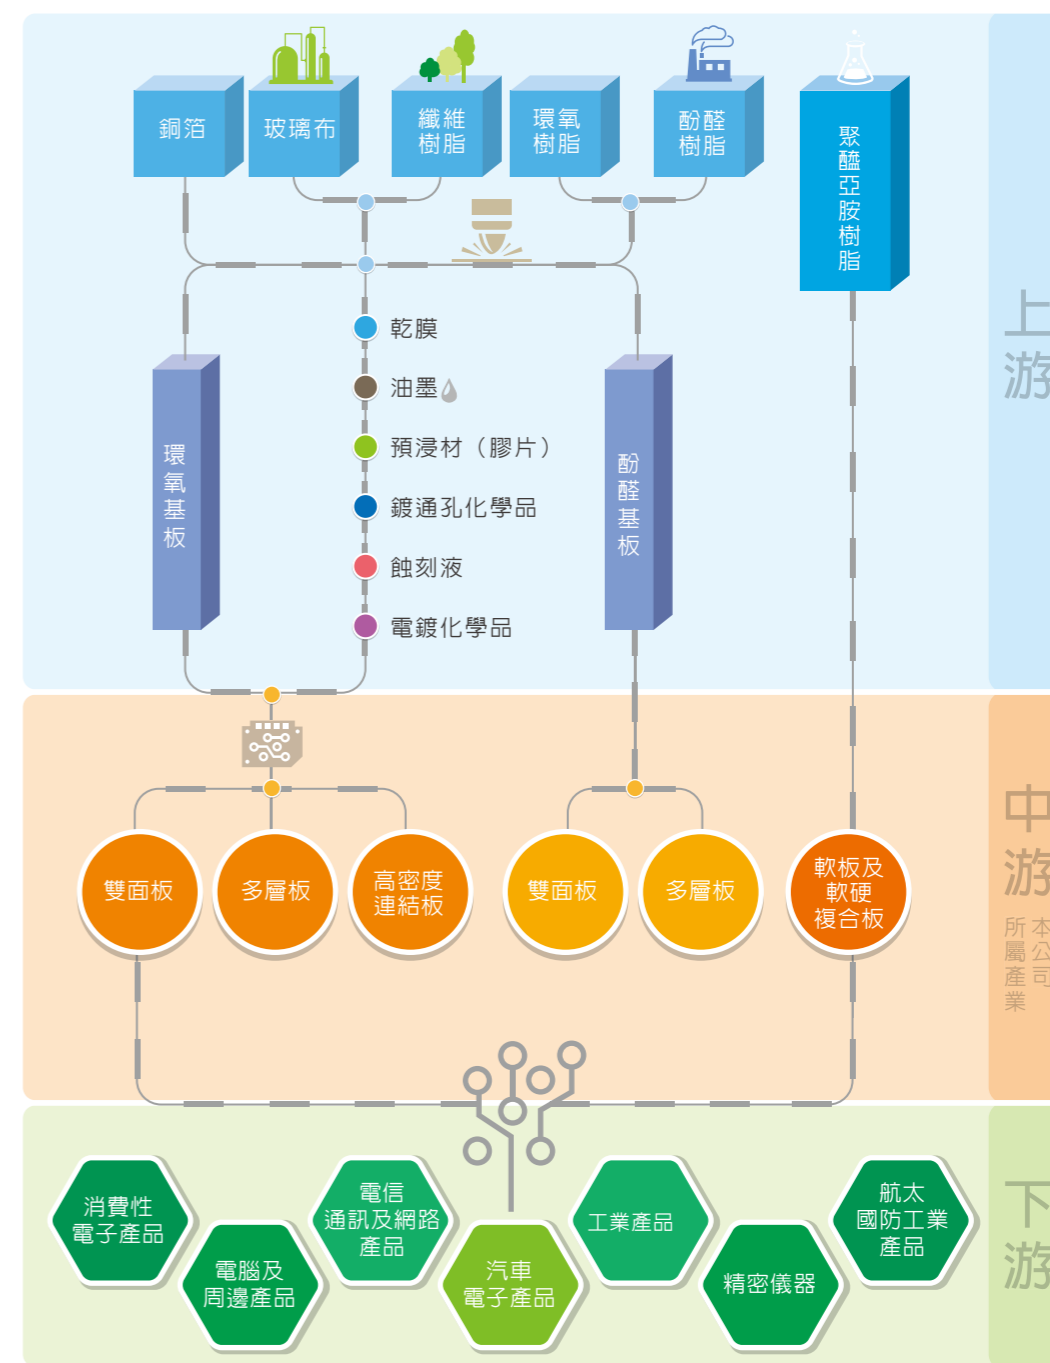 銅箔
玻璃布
纖維
樹脂
環氧
樹脂
酚醛
樹脂
聚醯亞胺樹脂
乾膜
油墨
預浸材（膠片）
鍍通孔化學品
蝕刻液
電鍍化學品
環氧基板
酚醛基板
上游
雙面板
多層板
高密度
連結板
雙面板
多層板
軟板及
軟硬
複合板
中游
本公司
所屬產業
消費性
電子產品
電腦及
周邊產品
電信
通訊及網路
產品
汽車
電子產品
工業產品
精密儀器
航太
國防工業
產品
下游